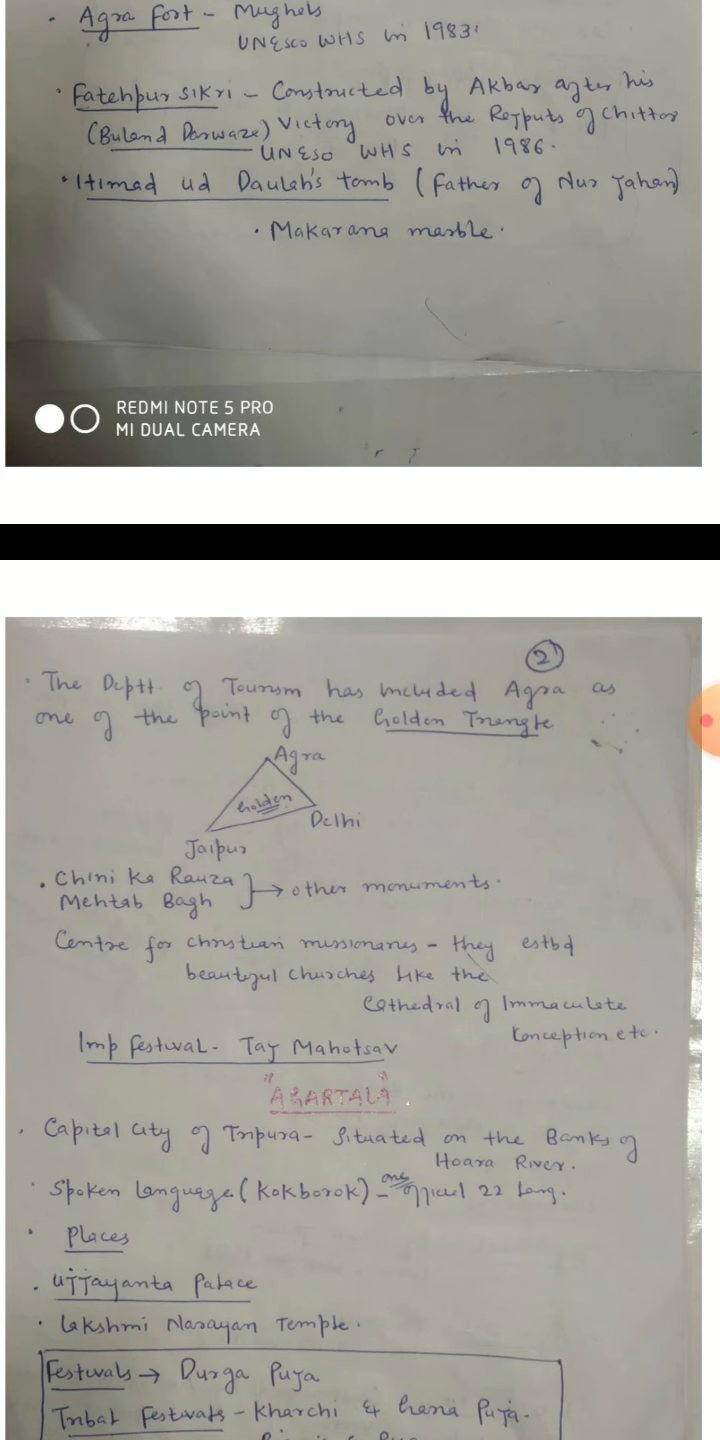 • Agra Fort - Mughals
UNESCO WHS in 1983.
• Fatehpur Sikri - Constructed by Akbar after his
(Buland Darwaza) Victory over the Rajputs of Chittor
UNESO WHS in 1986.
• Itimad ud Daulah's tomb (Father of Nur Jahan)
• Makarana marble.
REDMI NOTE 5 PRO
MI DUAL CAMERA
2
• The Deptt of Tourism has included Agra as
one of the point of the Golden Triangle
Agra
Golden
Delhi
Jaipur
• Chini Ka Rauza
Mehtab Bagh } → other monuments.
Centre for christian missionaries - they estbd
beautiful churches like the
Cathedral of Immaculate
Conception etc.
Imp festival - Taj Mahotsav
"AGARTALA".
• Capital city of Tripura - Situated on the Banks of
Hoara River.
• Spoken language (Kokborok) - one official 22 lang.
• Places
• Ujjayanta Palace
• Lakshmi Narayan Temple.
Festivals → Durga Puja
Tribal Festivals - Kharchi & Garia Puja.